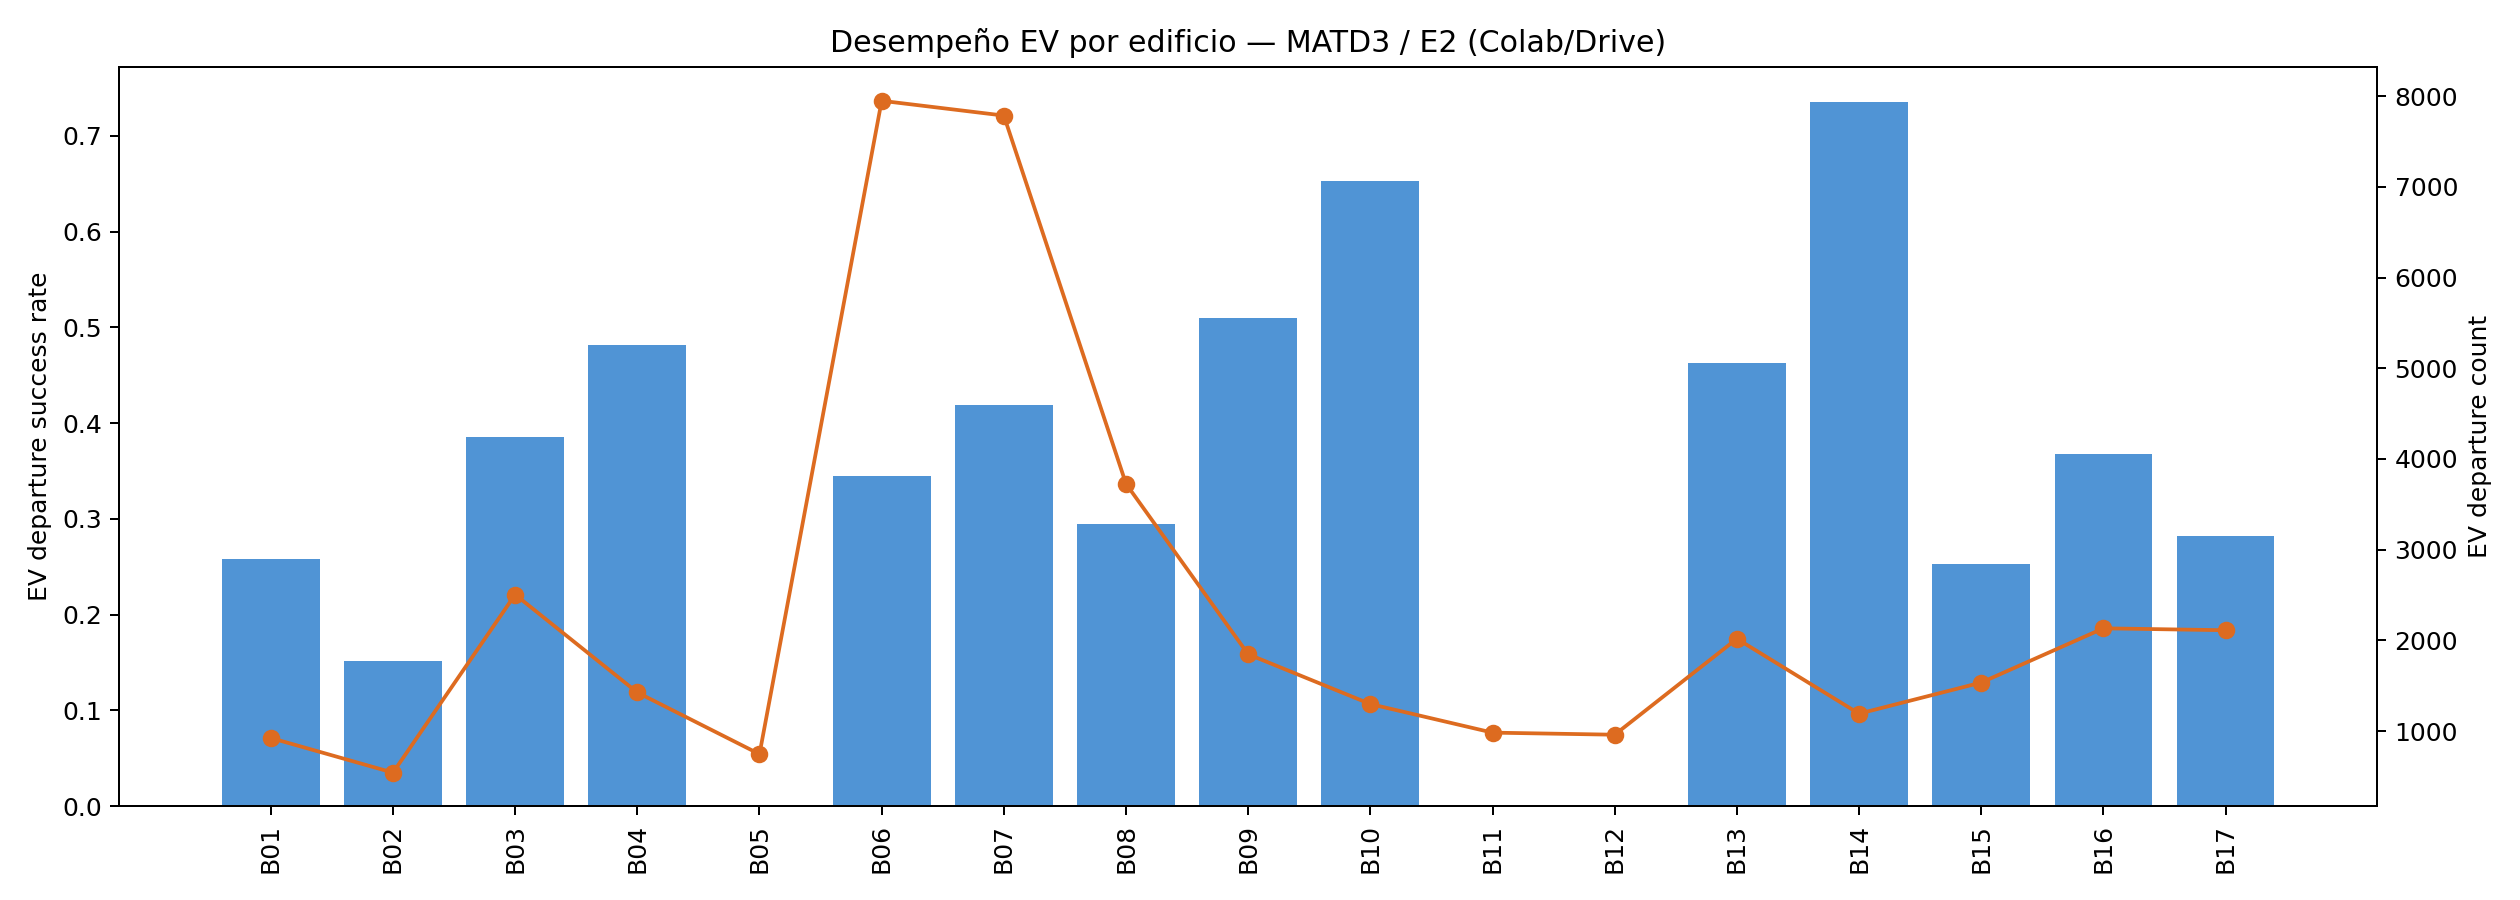 Desempeño EV por edificio — MATD3 / E2 (Colab/Drive)
EV departure success rate
0.7
0.6
0.5
0.4
0.3
0.2
0.1
0.0
8000
7000
6000
5000
4000
3000
2000
1000
EV departure count
B01
B02
B03
B04
B05
B06
B07
B08
B09
B10
B11
B12
B13
B14
B15
B16
B17